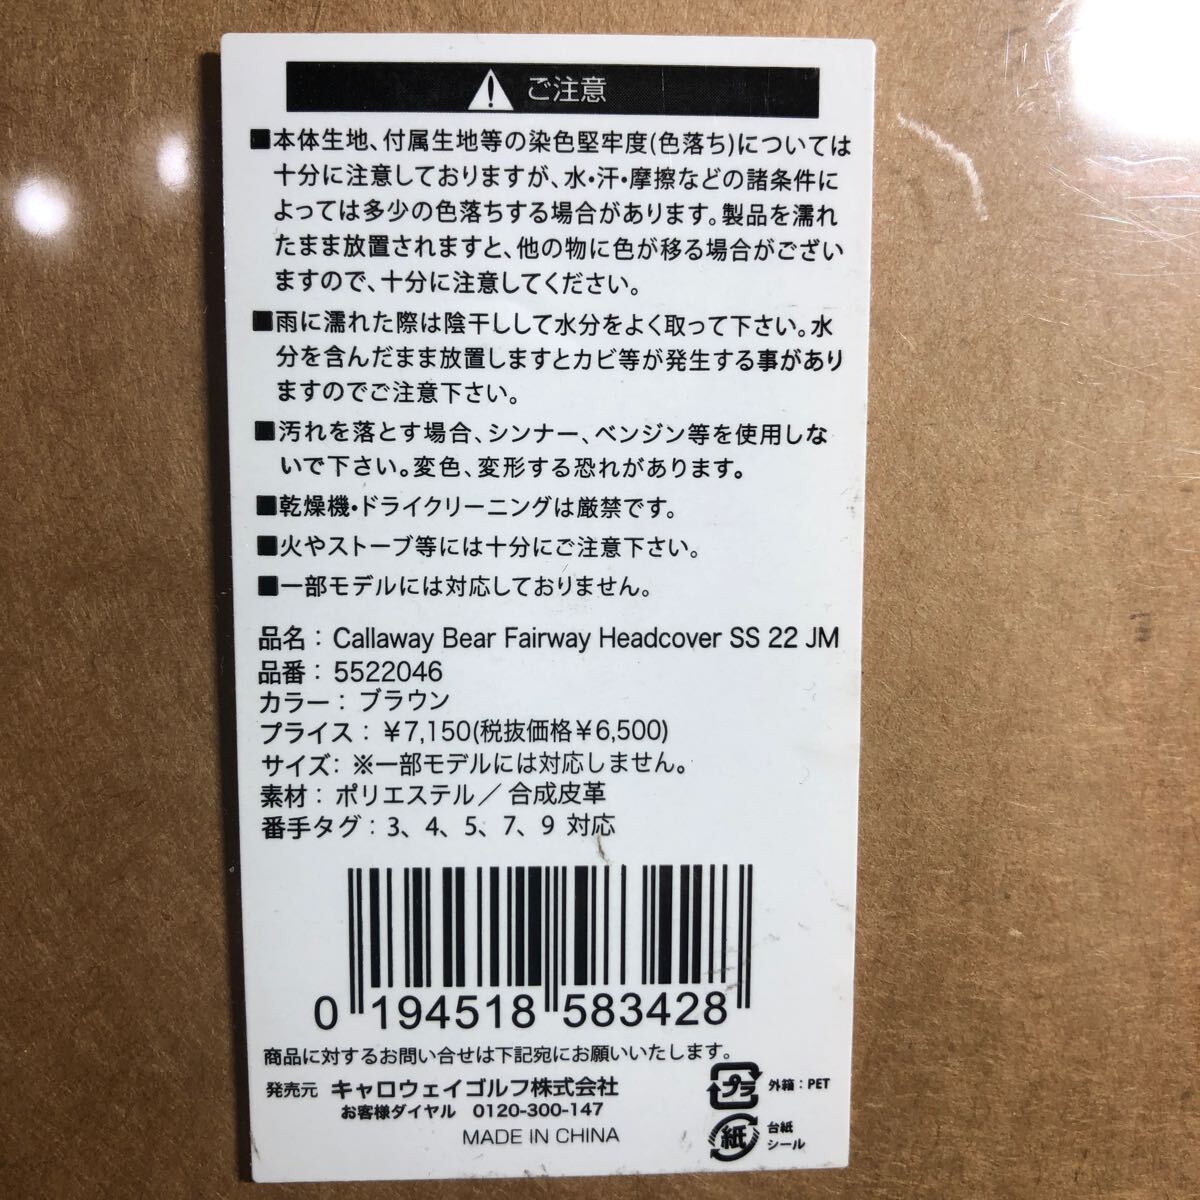 ご注意
■本体生地、付属生地等の染色堅牢度(色落ち)については
十分に注意しておりますが、水・汗・摩擦などの諸条件に
よっては多少の色落ちする場合があります。製品を濡れ
たまま放置されますと、他の物に色が移る場合がござい
ますので、十分に注意してください。
■雨に濡れた際は陰干しして水分をよく取って下さい。水
分を含んだまま放置しますとカビ等が発生する事があり
ますのでご注意下さい。
■汚れを落とす場合、シンナー、ベンジン等を使用しな
いで下さい。変色、変形する恐れがあります。
■乾燥機・ドライクリーニングは厳禁です。
■火やストーブ等には十分にご注意下さい。
■一部モデルには対応しておりません。
品名：Callaway Bear Fairway Headcover SS 22 JM
品番：5522046
カラー：ブラウン
プライス：￥7,150(税抜価格￥6,500)
サイズ：※一部モデルには対応しません。
素材：ポリエステル／合成皮革
番手タグ：3、4、5、7、9 対応
0 194518 583428
商品に対するお問い合せは下記宛にお願いいたします。
発売元 キャロウェイゴルフ株式会社
お客様ダイヤル 0120-300-147
MADE IN CHINA
プラ 外箱：PET
紙 台紙
シール